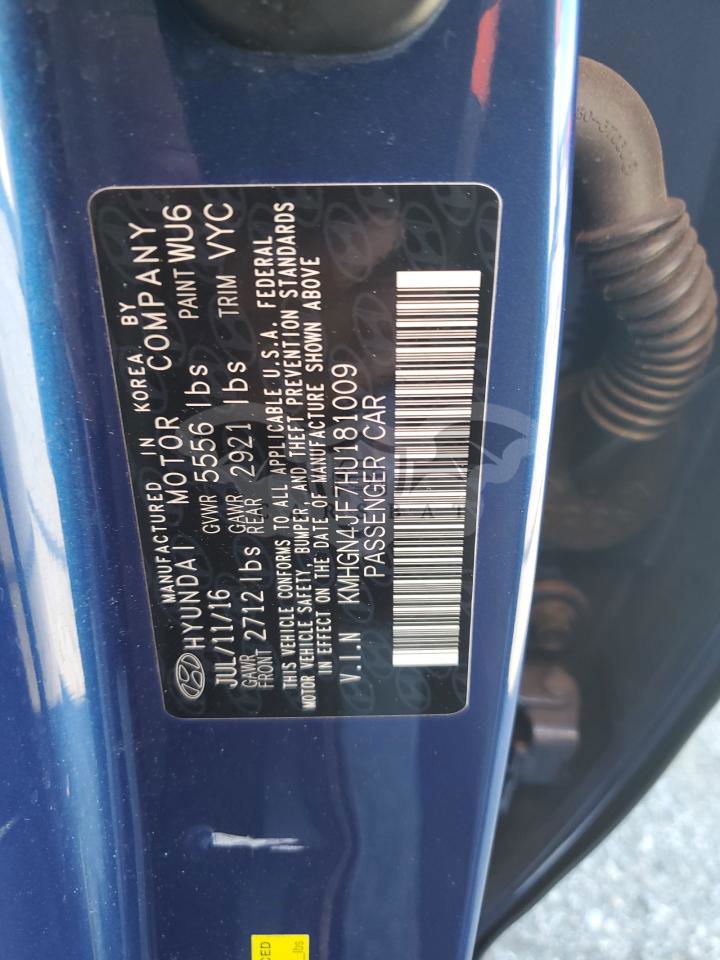 MANUFACTURED IN KOREA BY
HYUNDAI MOTOR COMPANY
JUL/11/16 GVWR 5556 lbs PAINT WU6
GAWR FRONT 2712 lbs GAWR REAR 2921 lbs TRIM VYC
THIS VEHICLE CONFORMS TO ALL APPLICABLE U.S.A. FEDERAL
MOTOR VEHICLE SAFETY, BUMPER AND THEFT PREVENTION STANDARDS
IN EFFECT ON THE DATE OF MANUFACTURE SHOWN ABOVE
V.I.N KMHGN4JF7HU181009
PASSENGER CAR
lbs